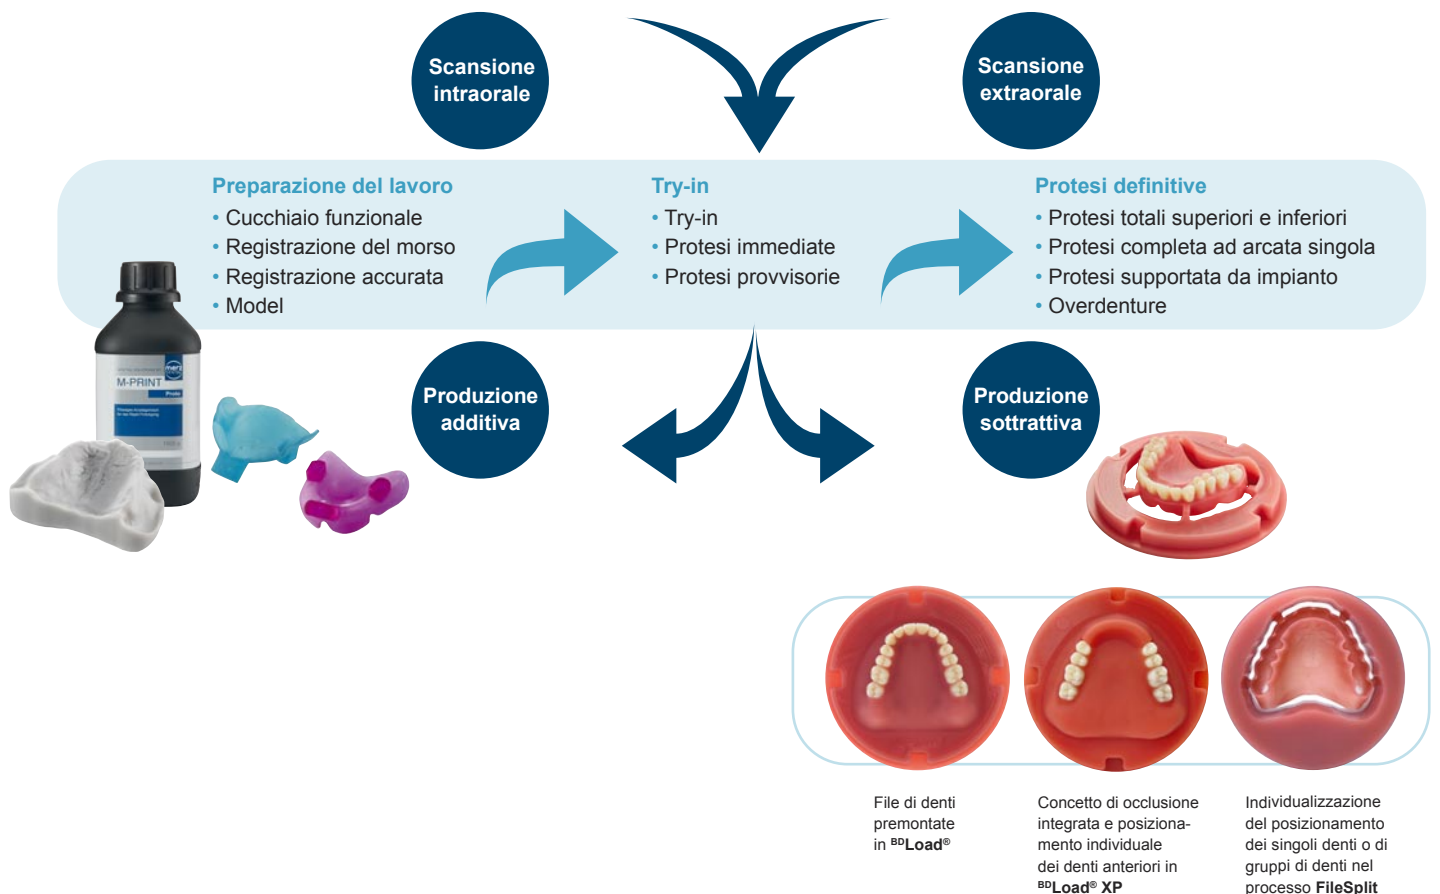 Scansione
intraorale
Scansione
extraorale
Preparazione del lavoro
• Cucchiaio funzionale
• Registrazione del morso
• Registrazione accurata
• Model
Try-in
• Try-in
• Protesi immediate
• Protesi provvisorie
Protesi definitive
• Protesi totali superiori e inferiori
• Protesi completa ad arcata singola
• Protesi supportata da impianto
• Overdenture
merz
M-PRINT
Produzione
additiva
Produzione
sottrattiva
File di denti
premontate
in BDLoad®
Concetto di occlusione
integrata e posiziona-
mento individuale
dei denti anteriori in
BDLoad® XP
Individualizzazione
del posizionamento
dei singoli denti o di
gruppi di denti nel
processo FileSplit